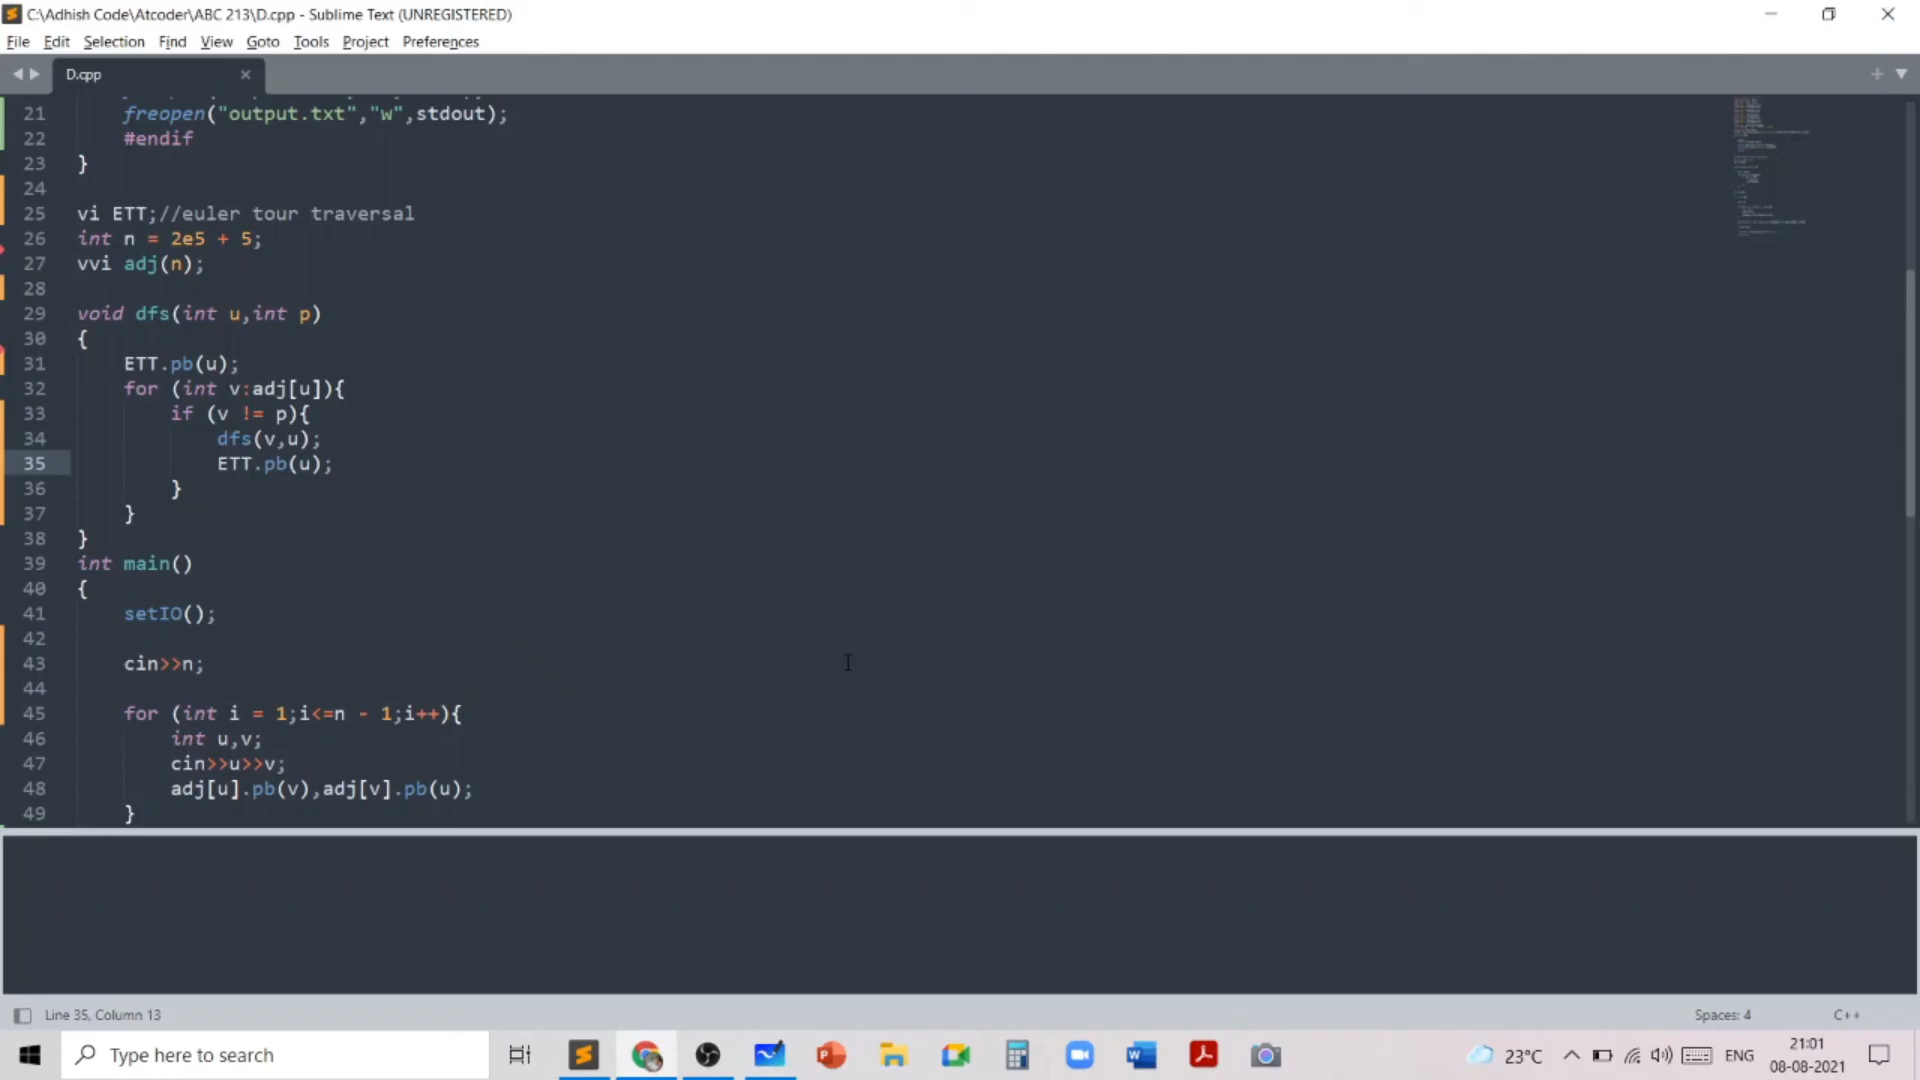 C:\Adhish Code\Atcoder\ABC 213\D.cpp - Sublime Text (UNREGISTERED)
File Edit Selection Find View Goto Tools Project Preferences
D.cpp
21 freopen("output.txt","w",stdout);
22 #endif
23 }
24
25 vi ETT;//euler tour traversal
26 int n = 2e5 + 5;
27 vvi adj(n);
28
29 void dfs(int u,int p)
30 {
31 ETT.pb(u);
32 for (int v:adj[u]){
33 if (v != p){
34 dfs(v,u);
35 ETT.pb(u);
36 }
37 }
38 }
39 int main()
40 {
41 setIO();
42
43 cin>>n;
44
45 for (int i = 1;i<=n - 1;i++){
46 int u,v;
47 cin>>u>>v;
48 adj[u].pb(v),adj[v].pb(u);
49 }
Line 35, Column 13 Spaces: 4 C++
Type here to search 23°C ENG 21:01
08-08-2021